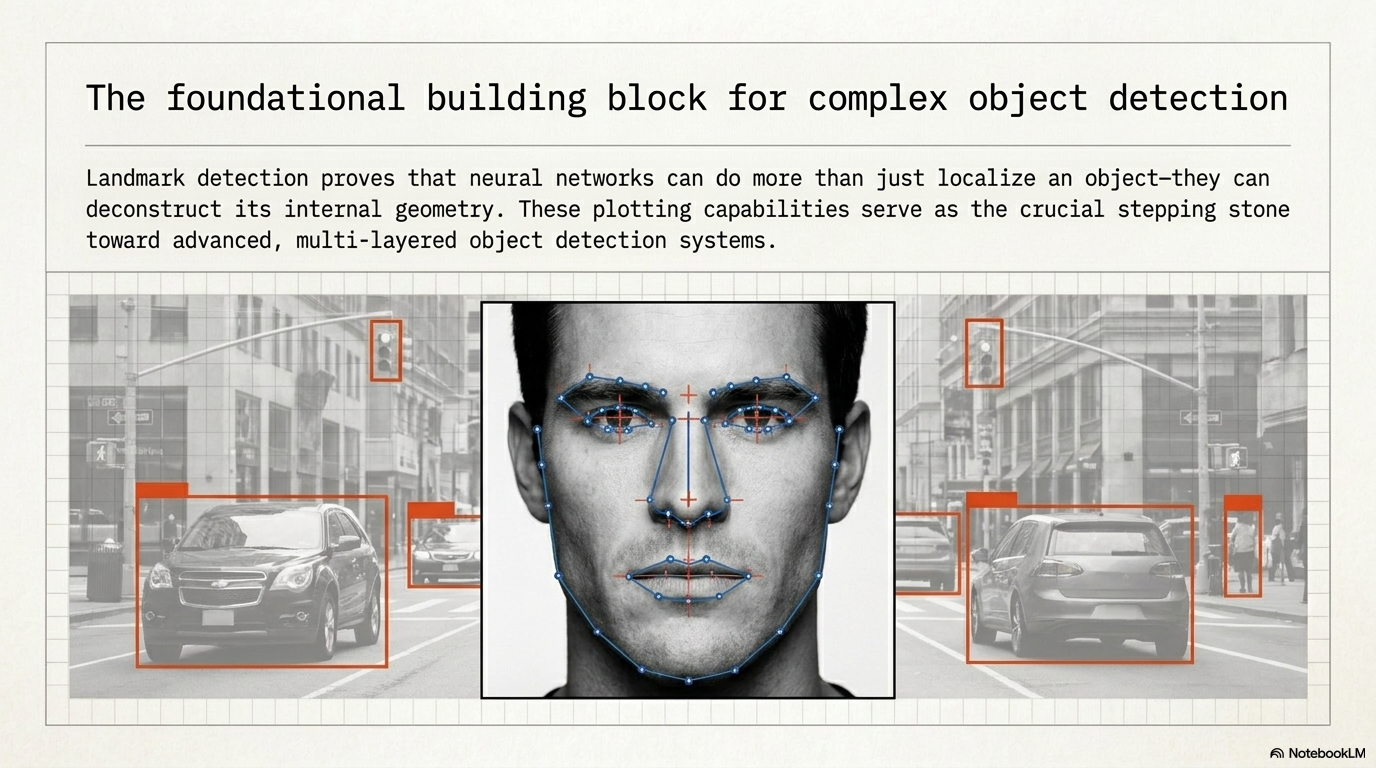 The foundational building block for complex object detection
Landmark detection proves that neural networks can do more than just localize an object—they can
deconstruct its internal geometry. These plotting capabilities serve as the crucial stepping stone
toward advanced, multi-layered object detection systems.
NotebookLM